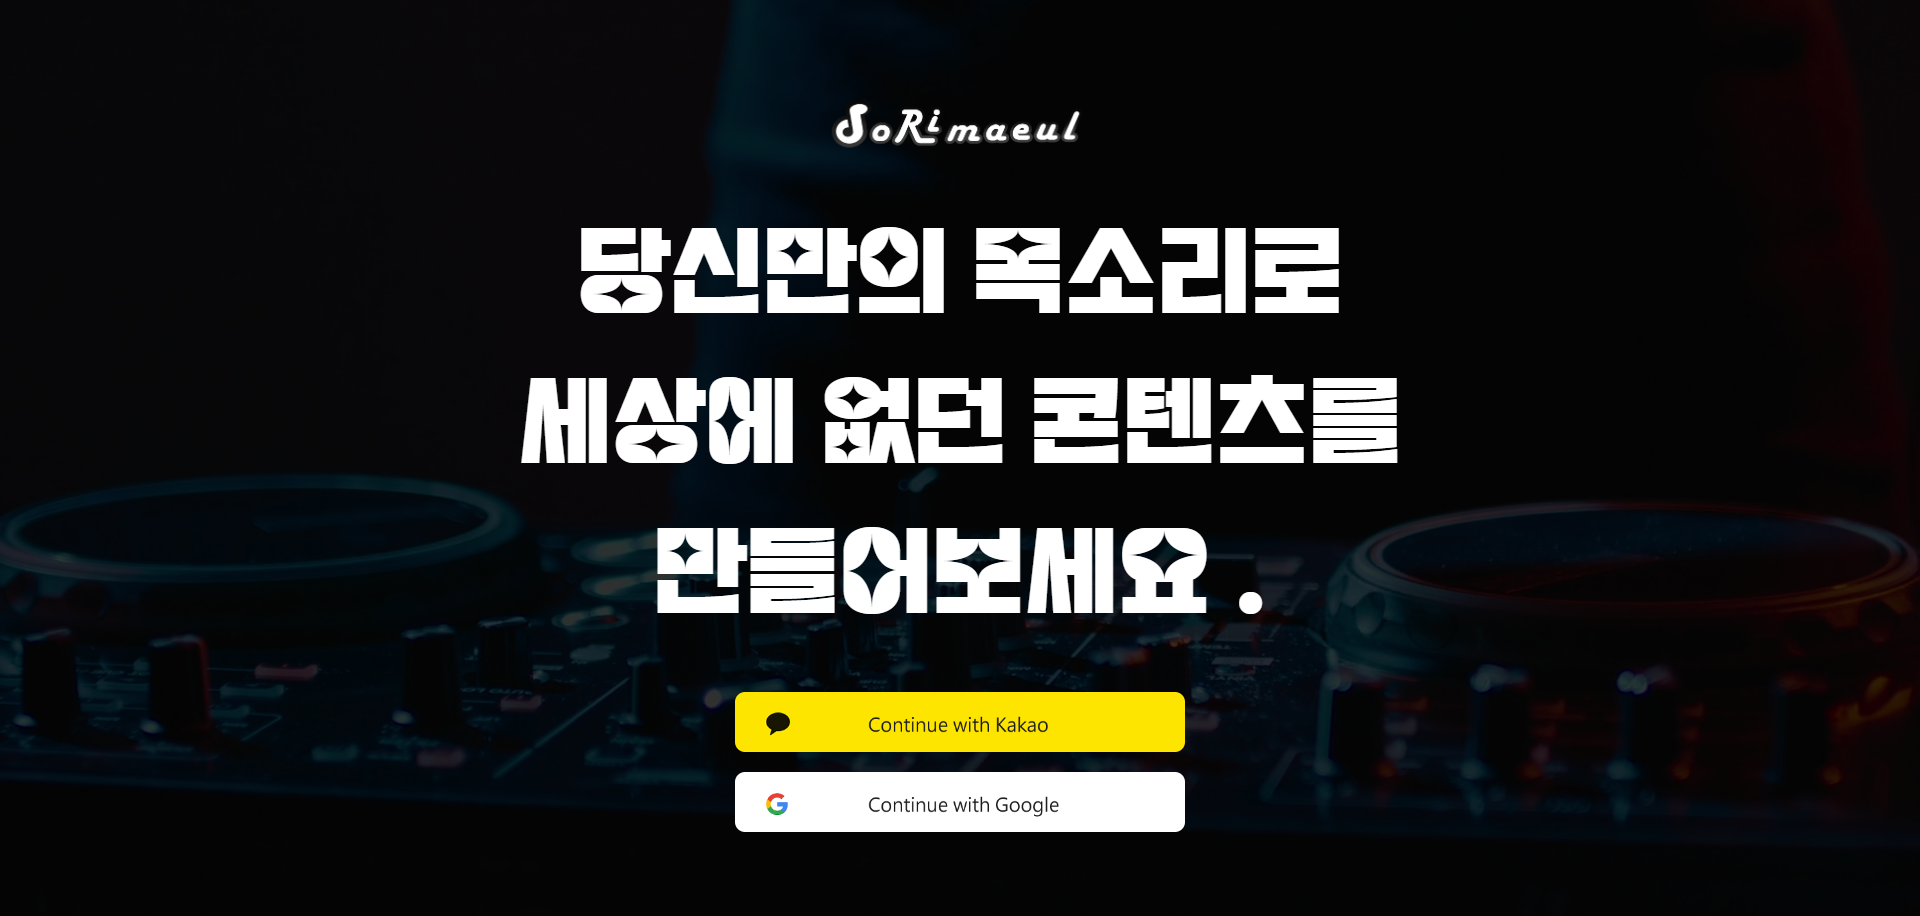 SoRimaeul
당신만의 목소리로
세상에 없던 콘텐츠를
만들어보세요 .
Continue with Kakao
Continue with Google